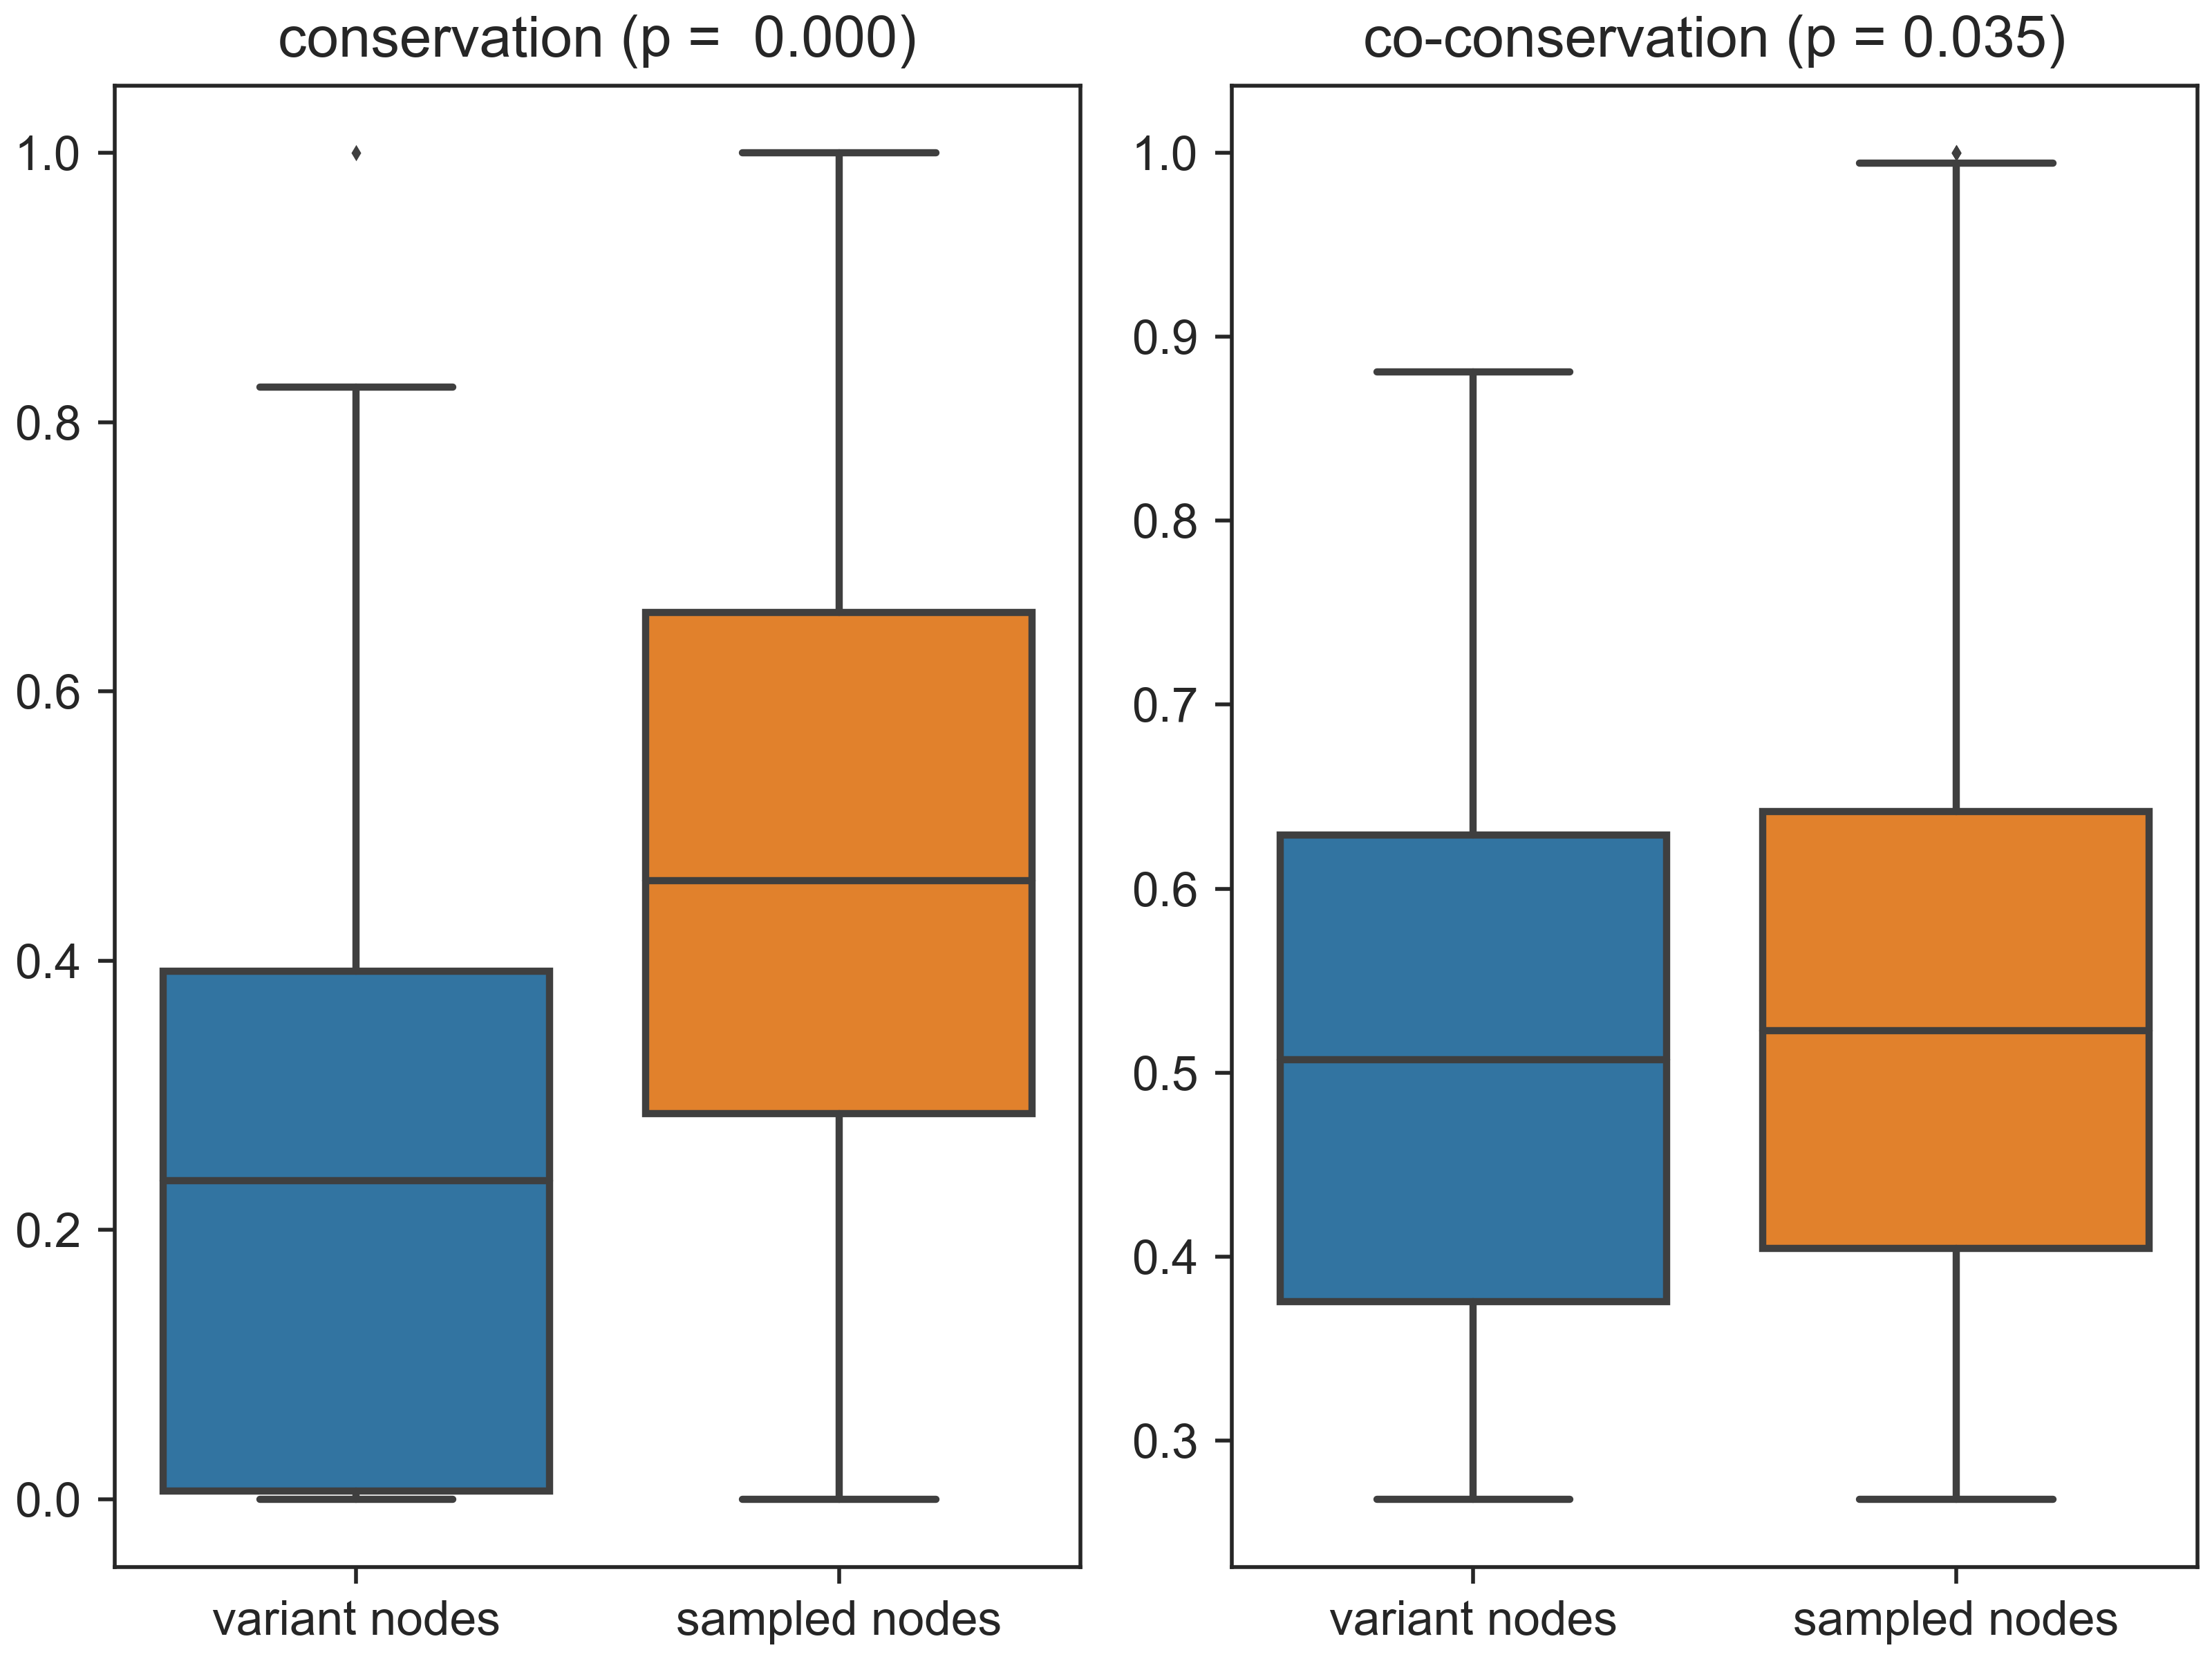 conservation (p =  0.000)
1.0
0.8
0.6
0.4
0.2
0.0
variant nodes
sampled nodes
co-conservation (p = 0.035)
1.0
0.9
0.8
0.7
0.6
0.5
0.4
0.3
variant nodes
sampled nodes